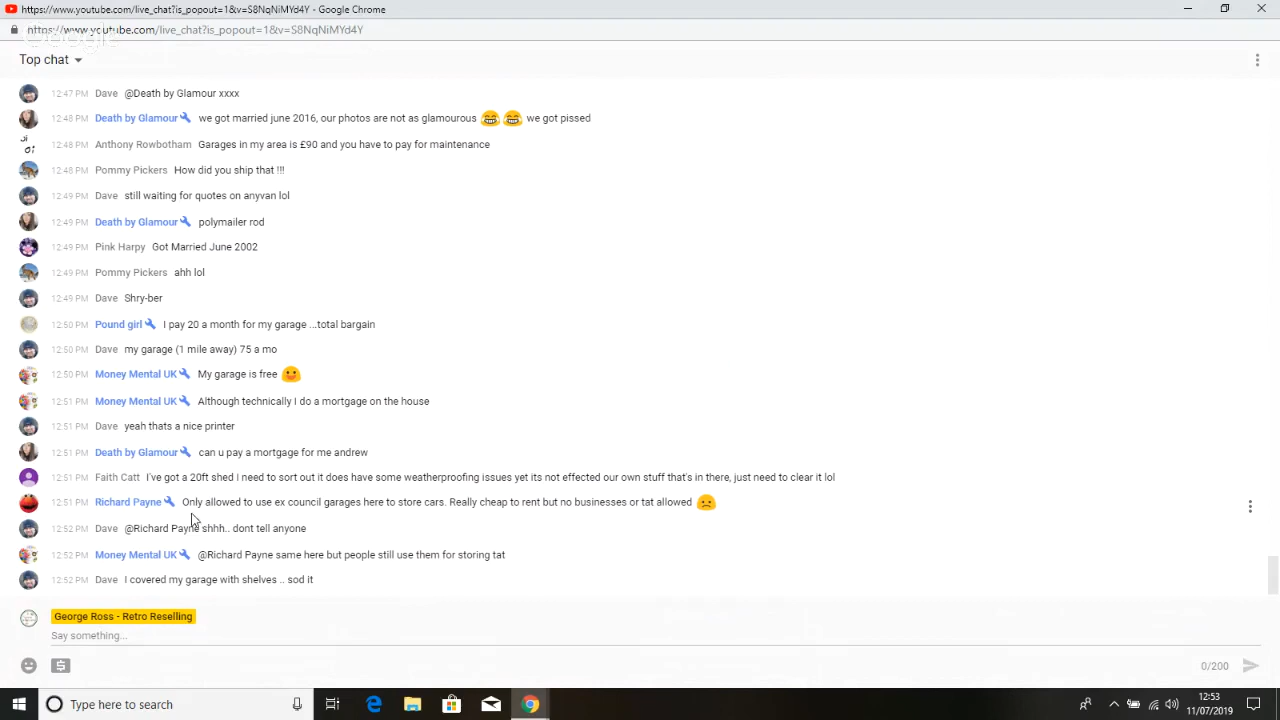 https://www.youtube.com/live_chat?is_popout=1&v=S8NqNiMYd4Y - Google Chrome
https://www.youtube.com/live_chat?is_popout=1&v=S8NqNiMYd4Y
Google
Top chat
12:47 PM Dave @Death by Glamour xxxx
12:48 PM Death by Glamour we got married june 2016, our photos are not as glamourous 😂 😂 we got pissed
12:48 PM Anthony Rowbotham Garages in my area is £90 and you have to pay for maintenance
12:48 PM Pommy Pickers How did you ship that !!!
12:49 PM Dave still waiting for quotes on anyvan lol
12:49 PM Death by Glamour polymailer rod
12:49 PM Pink Harpy Got Married June 2002
12:49 PM Pommy Pickers ahh lol
12:49 PM Dave Shry-ber
12:50 PM Pound girl I pay 20 a month for my garage ...total bargain
12:50 PM Dave my garage (1 mile away) 75 a mo
12:50 PM Money Mental UK My garage is free 😛
12:51 PM Money Mental UK Although technically I do a mortgage on the house
12:51 PM Dave yeah thats a nice printer
12:51 PM Death by Glamour can u pay a mortgage for me andrew
12:51 PM Faith Catt I've got a 20ft shed I need to sort out it does have some weatherproofing issues yet its not effected our own stuff that's in there, just need to clear it lol
12:51 PM Richard Payne Only allowed to use ex council garages here to store cars. Really cheap to rent but no businesses or tat allowed 🙁
12:52 PM Dave @Richard Payne shhh.. dont tell anyone
12:52 PM Money Mental UK @Richard Payne same here but people still use them for storing tat
12:52 PM Dave I covered my garage with shelves .. sod it
George Ross - Retro Reselling
Say something...
0/200
Type here to search
12:53
11/07/2019